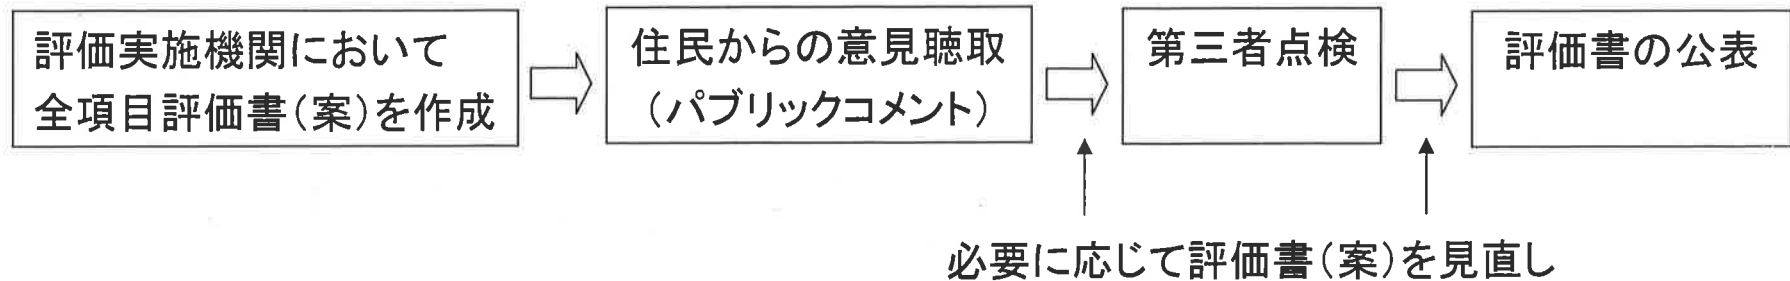 評価実施機関において
全項目評価書(案)を作成
住民からの意見聴取
(パブリックコメント)
第三者点検
評価書の公表
必要に応じて評価書(案)を見直し